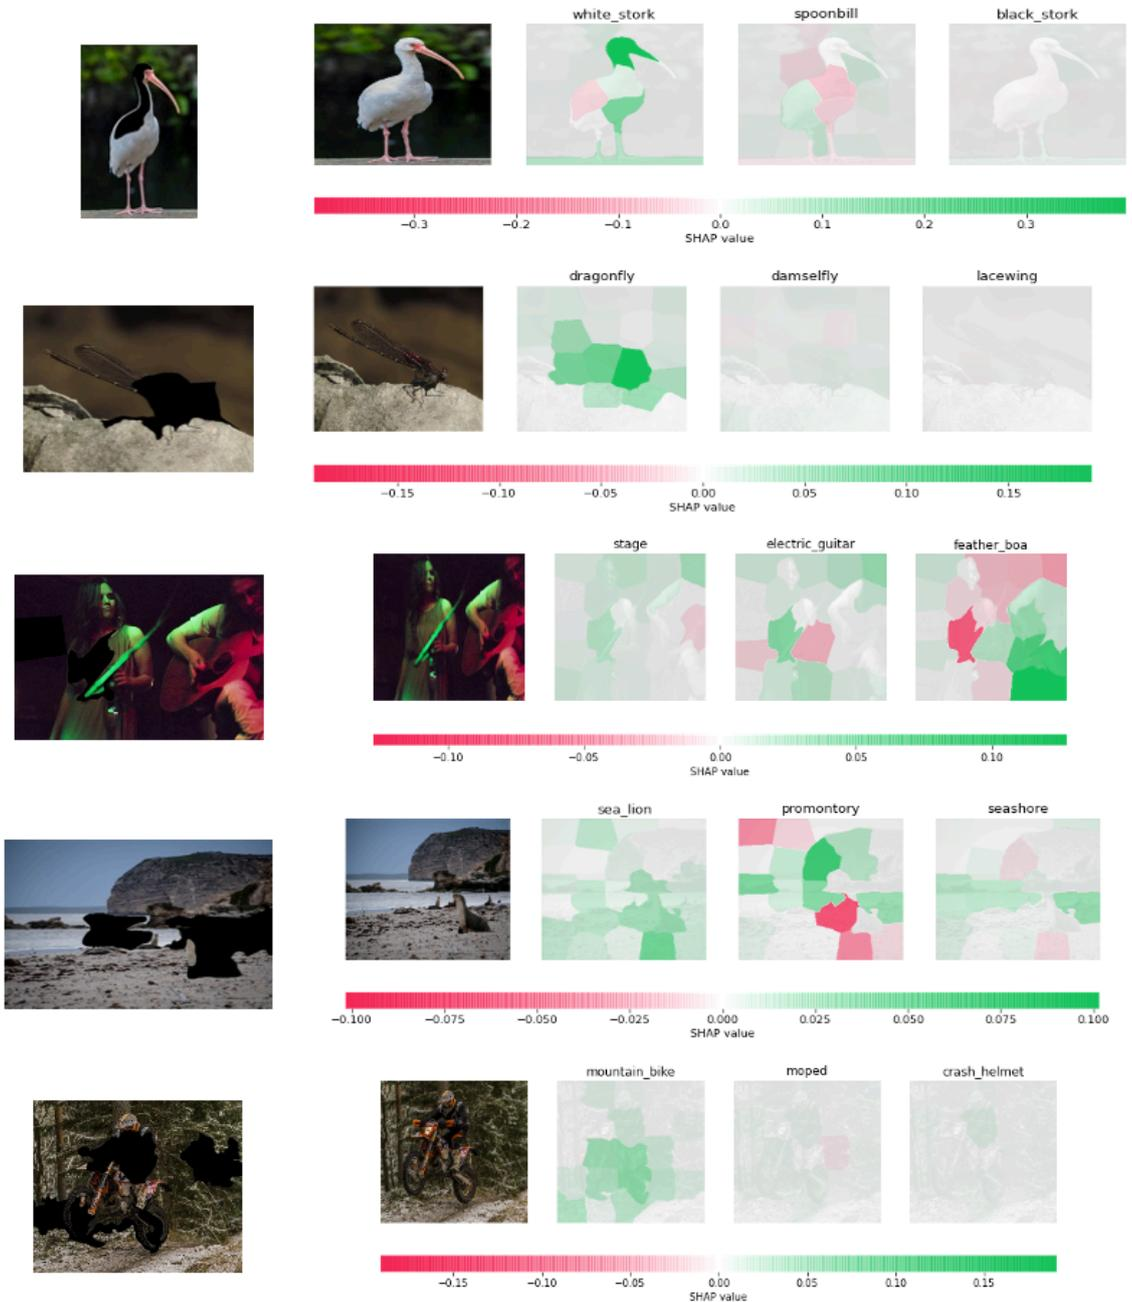 white_stork spoonbill black_stork
−0.3 −0.2 −0.1 0.0 0.1 0.2 0.3
SHAP value
dragonfly damselfly lacewing
−0.15 −0.10 −0.05 0.00 0.05 0.10 0.15
SHAP value
stage electric_guitar feather_boa
−0.10 −0.05 0.00 0.05 0.10
SHAP value
sea_lion promontory seashore
−0.100 −0.075 −0.050 −0.025 0.000 0.025 0.050 0.075 0.100
SHAP value
mountain_bike moped crash_helmet
−0.15 −0.10 −0.05 0.00 0.05 0.10 0.15
SHAP value